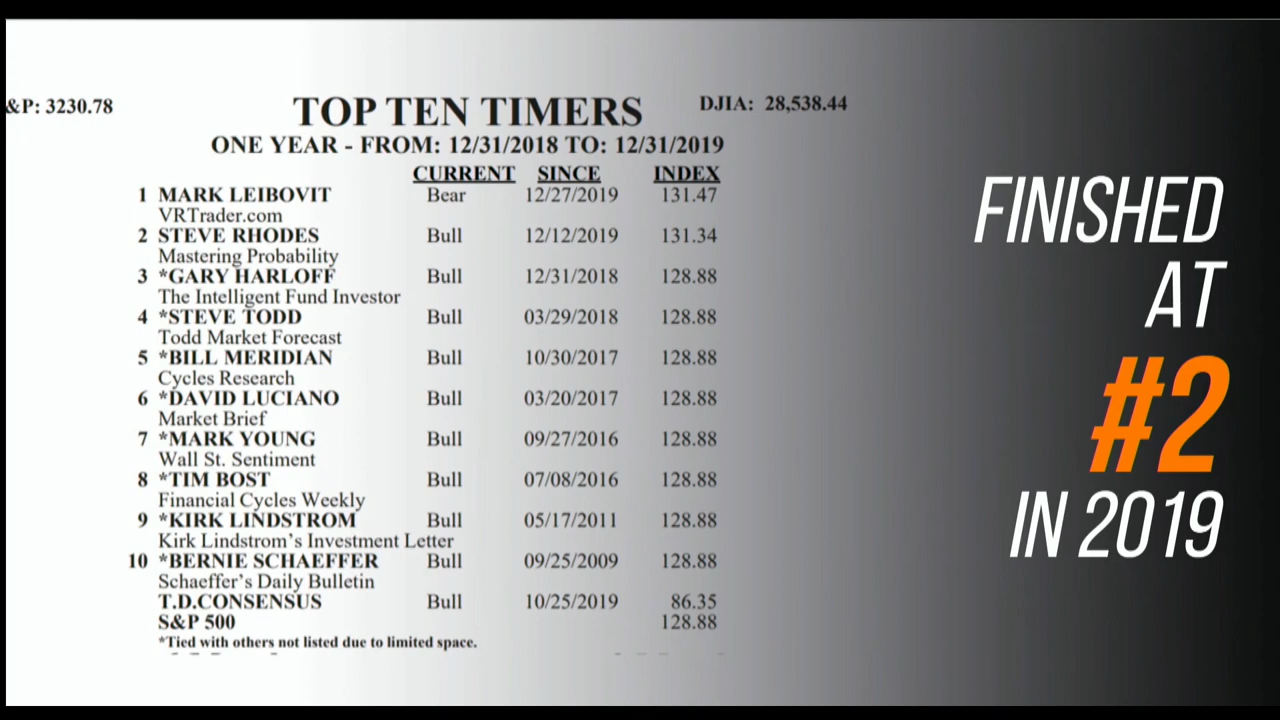 &P: 3230.78
TOP TEN TIMERS
DJIA: 28,538.44
ONE YEAR - FROM: 12/31/2018 TO: 12/31/2019
CURRENT SINCE INDEX
1 MARK LEIBOVIT Bear 12/27/2019 131.47
VRTrader.com
2 STEVE RHODES Bull 12/12/2019 131.34
Mastering Probability
3 *GARY HARLOFF Bull 12/31/2018 128.88
The Intelligent Fund Investor
4 *STEVE TODD Bull 03/29/2018 128.88
Todd Market Forecast
5 *BILL MERIDIAN Bull 10/30/2017 128.88
Cycles Research
6 *DAVID LUCIANO Bull 03/20/2017 128.88
Market Brief
7 *MARK YOUNG Bull 09/27/2016 128.88
Wall St. Sentiment
8 *TIM BOST Bull 07/08/2016 128.88
Financial Cycles Weekly
9 *KIRK LINDSTROM Bull 05/17/2011 128.88
Kirk Lindstrom's Investment Letter
10 *BERNIE SCHAEFFER Bull 09/25/2009 128.88
Schaeffer's Daily Bulletin
T.D.CONSENSUS Bull 10/25/2019 86.35
S&P 500 128.88
*Tied with others not listed due to limited space.
FINISHED
AT
#2
IN 2019